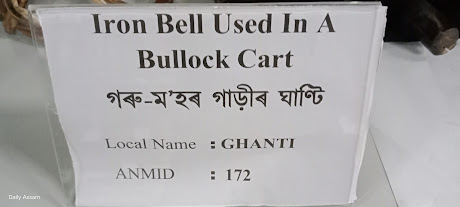 Iron Bell Used In A
Bullock Cart
গৰু-ম'হৰ গাড়ীৰ ঘাণ্টি
Local Name : GHANTI
ANMID : 172
Daily Assam